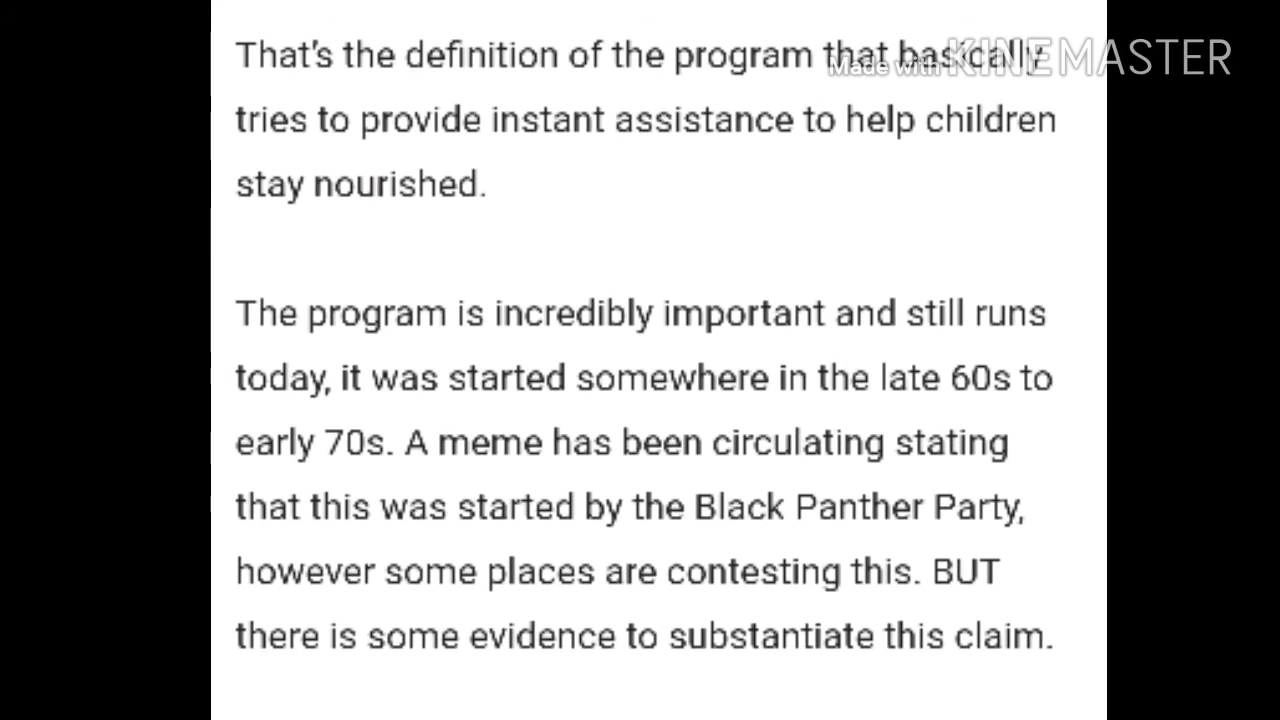 That's the definition of the program that basically
Made with KINEMASTER
tries to provide instant assistance to help children
stay nourished.
The program is incredibly important and still runs
today, it was started somewhere in the late 60s to
early 70s. A meme has been circulating stating
that this was started by the Black Panther Party,
however some places are contesting this. BUT
there is some evidence to substantiate this claim.